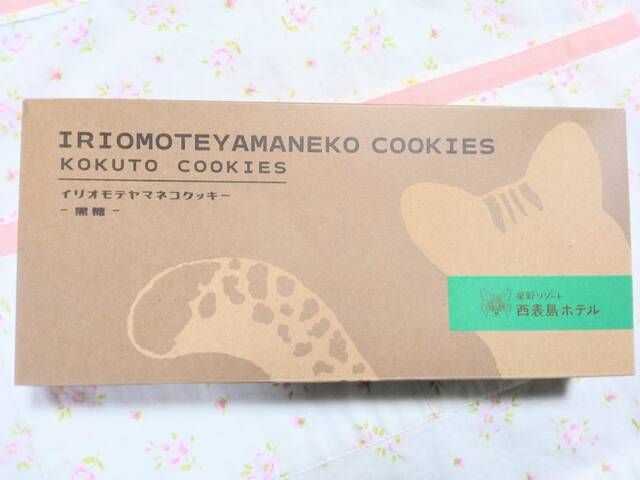 IRIOMOTEYAMANEKO COOKIES
KOKUTO COOKIES
イリオモテヤマネコクッキー
- 黒糖 -
星野リゾート
西表島ホテル